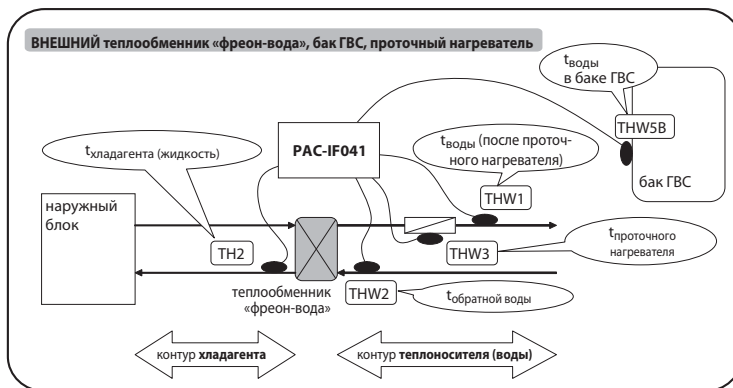 ВНЕШНИЙ теплообменник «фреон-вода», бак ГВС, проточный нагреватель
tводы
в баке ГВС
THW5B
бак ГВС
PAC-IF041
tводы (после проточ-
ного нагревателя)
THW1
tхладагента (жидкость)
наружный
блок
TH2
THW3
tпроточного
нагревателя
теплообменник
«фреон-вода»
THW2
tобратной воды
контур хладагента
контур теплоносителя (воды)